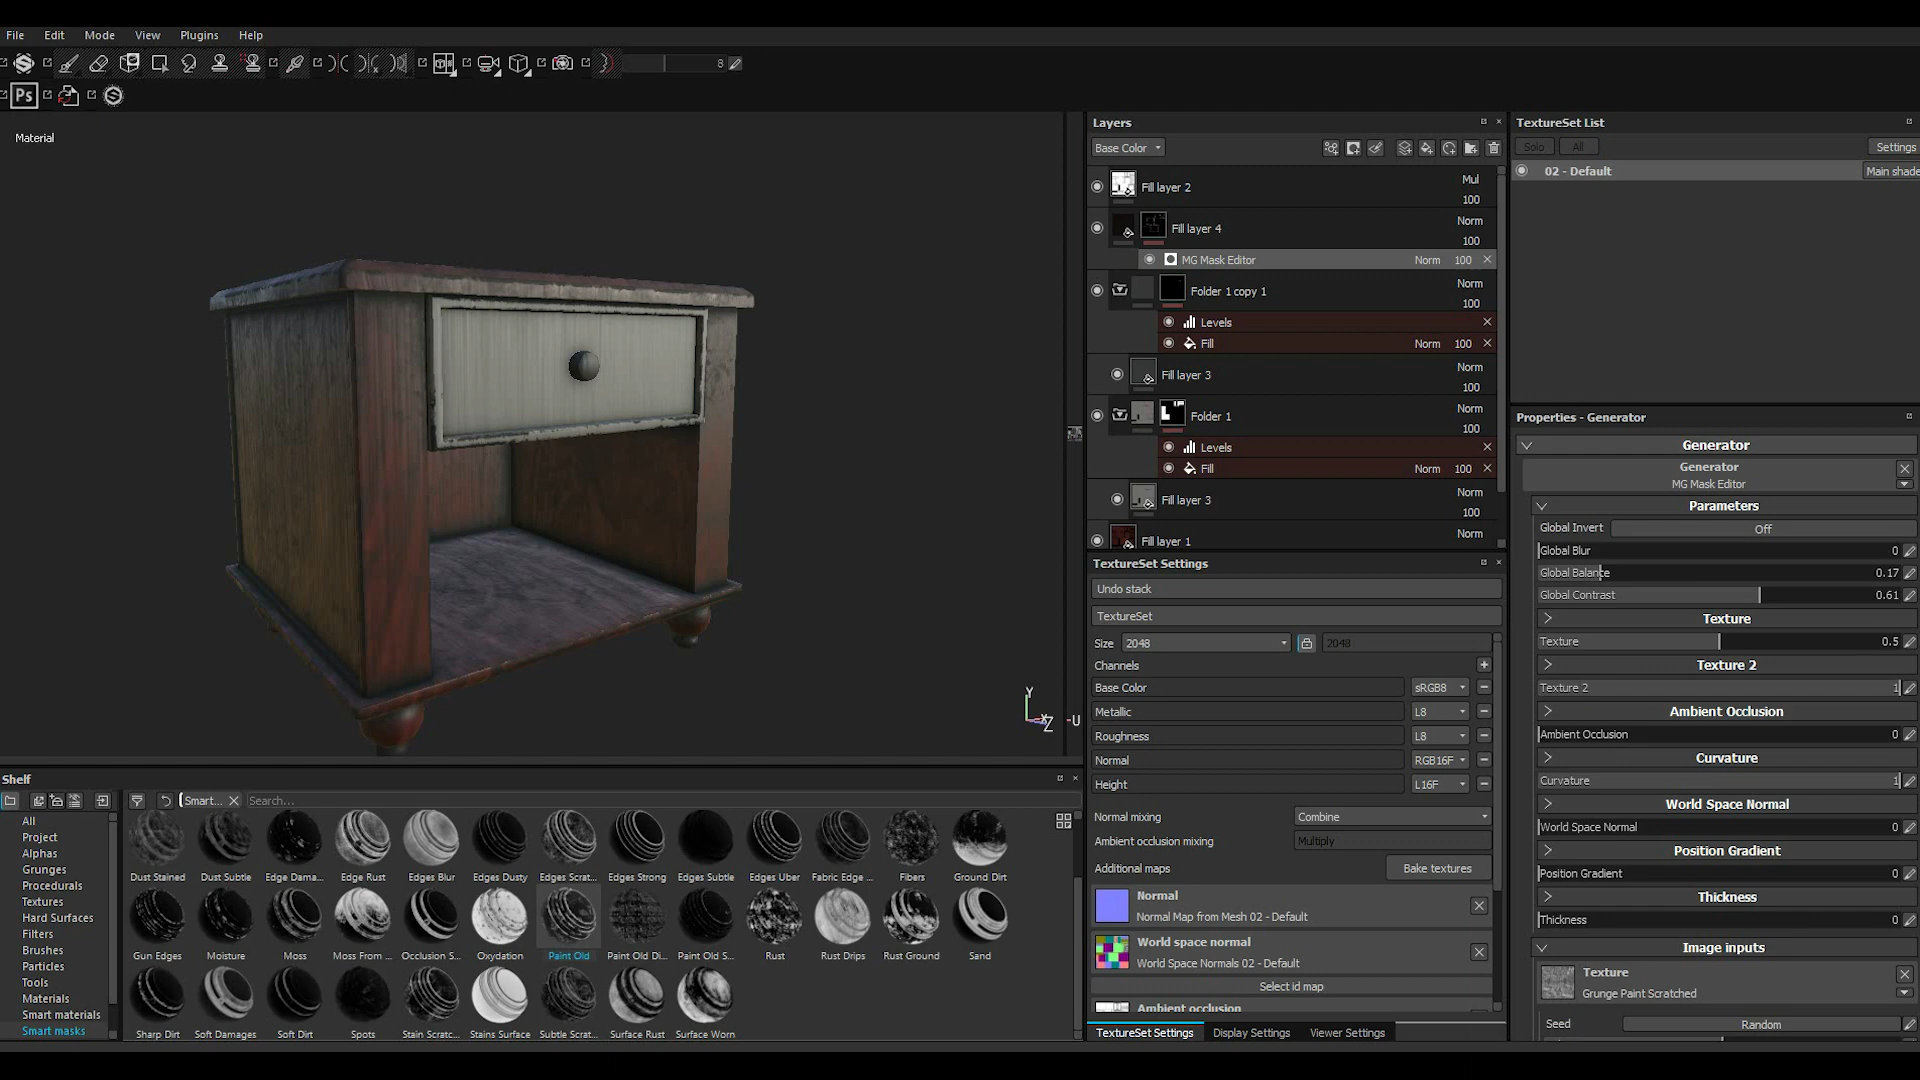 File Edit Mode View Plugins Help
8
Ps
Material
Y
X
Z
-U
Layers
Base Color
Fill layer 2 Mul
100
Fill layer 4 Norm
100
MG Mask Editor Norm 100
Folder 1 copy 1 Norm
100
Levels
Fill Norm 100
Fill layer 3 Norm
100
Folder 1 Norm
100
Levels
Fill Norm 100
Fill layer 3 Norm
100
Fill layer 1 Norm
TextureSet Settings
Undo stack
TextureSet
Size 2048 2048
Channels
Base Color sRGB8
Metallic L8
Roughness L8
Normal RGB16F
Height L16F
Normal mixing Combine
Ambient occlusion mixing Multiply
Additional maps Bake textures
Normal
Normal Map from Mesh 02 - Default
World space normal
World Space Normals 02 - Default
Select id map
Ambient occlusion
TextureSet Settings Display Settings Viewer Settings
TextureSet List
Solo All Settings
02 - Default Main shade
Properties - Generator
Generator
Generator
MG Mask Editor
Parameters
Global Invert Off
Global Blur 0
Global Balance 0.17
Global Contrast 0.61
Texture
Texture 0.5
Texture 2
Texture 2 1
Ambient Occlusion
Ambient Occlusion 0
Curvature
Curvature 1
World Space Normal
World Space Normal 0
Position Gradient
Position Gradient 0
Thickness
Thickness 0
Image inputs
Texture
Grunge Paint Scratched
Seed Random
Shelf
Smart... Search...
All
Project
Alphas
Grunges
Procedurals
Textures
Hard Surfaces
Filters
Brushes
Particles
Tools
Materials
Smart materials
Smart masks
Dust Stained Dust Subtle Edge Dama... Edge Rust Edges Blur Edges Dusty Edges Scrat... Edges Strong Edges Subtle Edges Uber Fabric Edge ... Fibers Ground Dirt
Gun Edges Moisture Moss Moss From ... Occlusion S... Oxydation Paint Old Paint Old Di... Paint Old S... Rust Rust Drips Rust Ground Sand
Sharp Dirt Soft Damages Soft Dirt Spots Stain Scratc... Stains Surface Subtle Scrat... Surface Rust Surface Worn